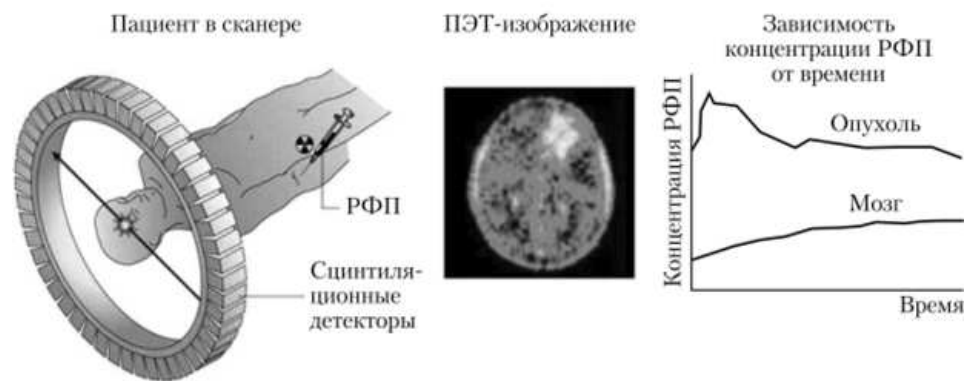 Пациент в сканере
РФП
Сцинтиля-
ционные
детекторы
ПЭТ-изображение
Зависимость
концентрации РФП
от времени
Концентрация РФП
Опухоль
Мозг
Время